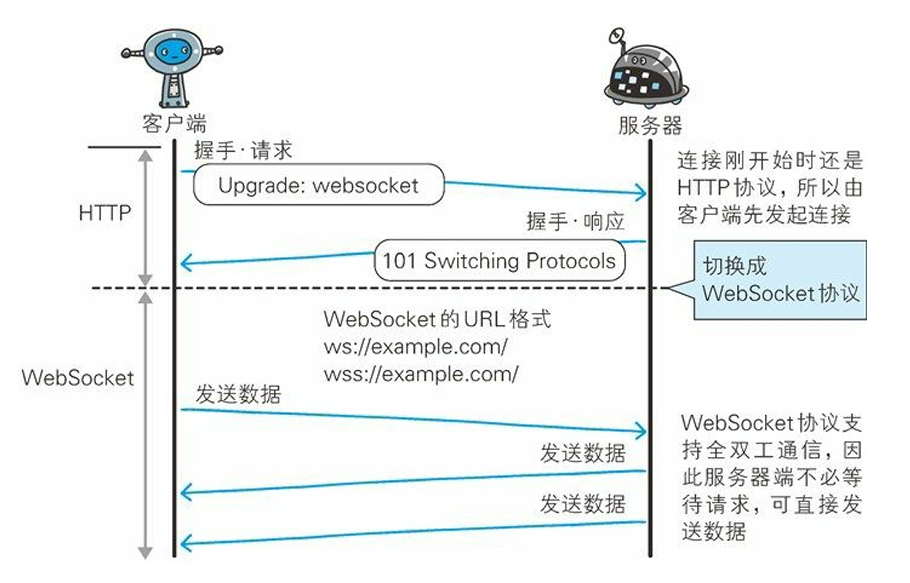 客户端
服务器
握手·请求
Upgrade: websocket
连接刚开始时还是
HTTP协议，所以由
客户端先发起连接
HTTP
握手·响应
101 Switching Protocols
切换成
WebSocket协议
WebSocket的URL格式
ws://example.com/
wss://example.com/
WebSocket
发送数据
发送数据
发送数据
WebSocket协议支
持全双工通信，因
此服务器端不必等
待请求，可直接发
送数据